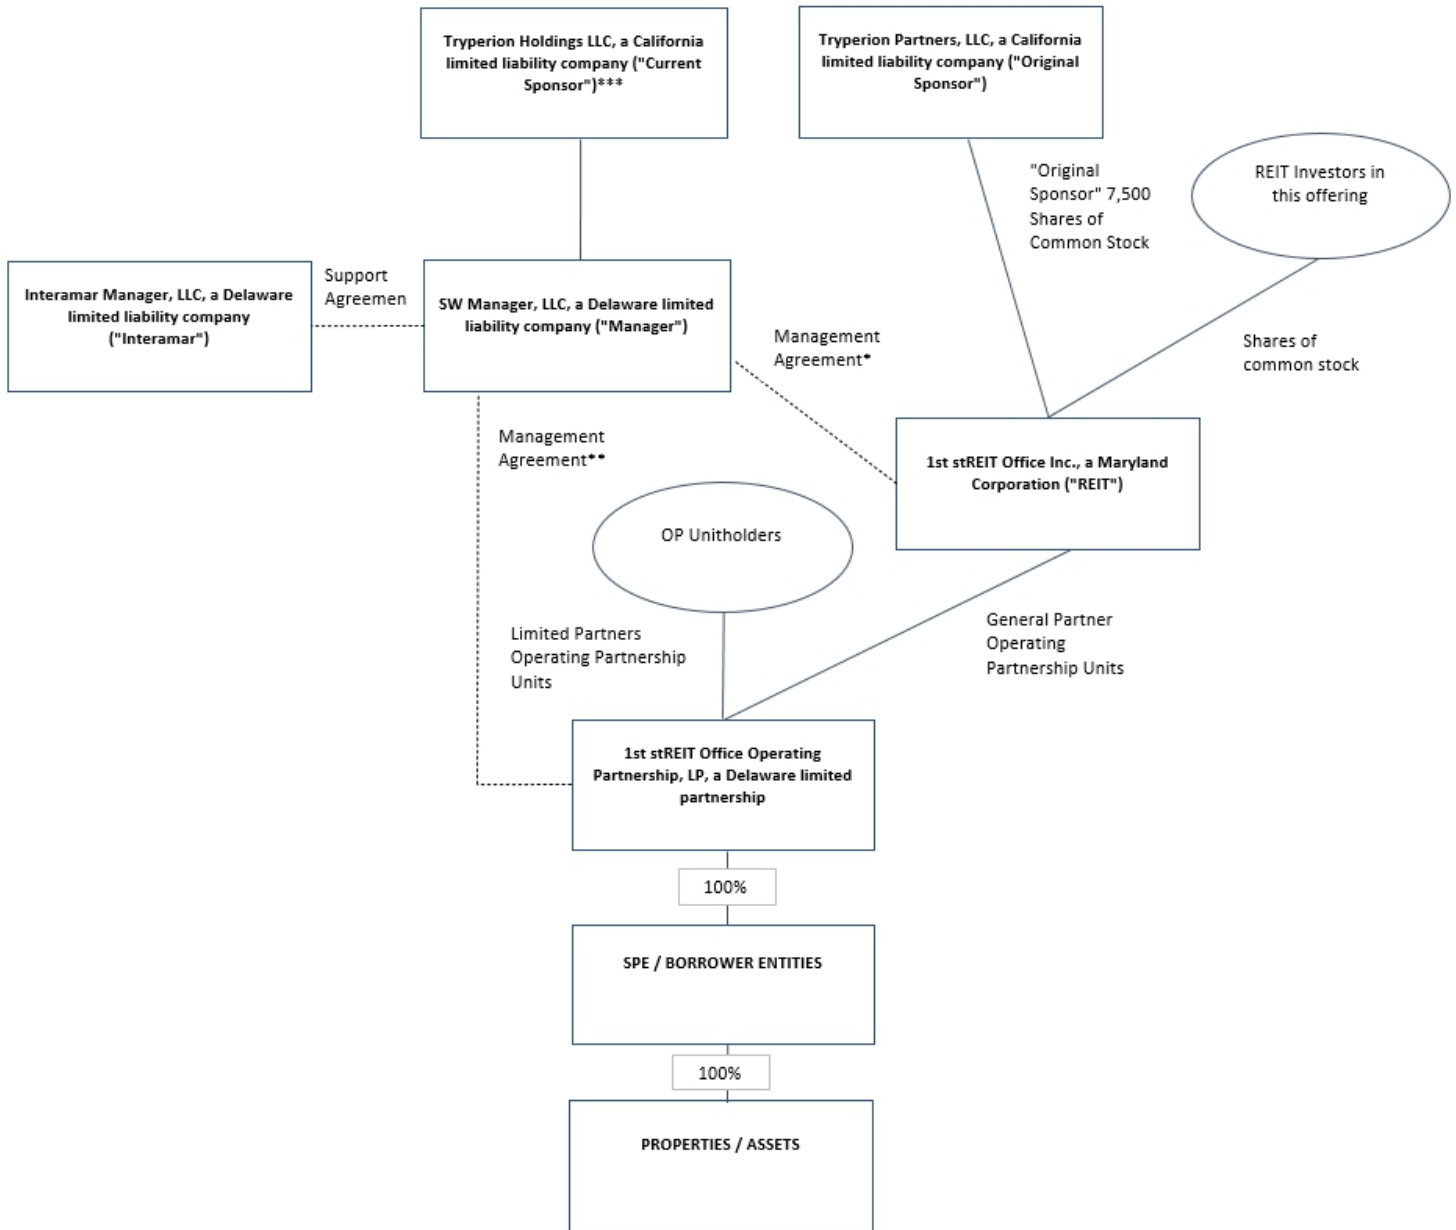 Tryperion Holdings LLC, a California
limited liability company ("Current
Sponsor")***
Tryperion Partners, LLC, a California
limited liability company ("Original
Sponsor")
"Original
Sponsor" 7,500
Shares of
Common Stock
REIT Investors in
this offering
Interamar Manager, LLC, a Delaware
limited liability company
("Interamar")
Support
Agreemen
SW Manager, LLC, a Delaware limited
liability company ("Manager")
Management
Agreement*
Shares of
common stock
Management
Agreement**
1st stREIT Office Inc., a Maryland
Corporation ("REIT")
OP Unitholders
Limited Partners
Operating Partnership
Units
General Partner
Operating
Partnership Units
1st stREIT Office Operating
Partnership, LP, a Delaware limited
partnership
100%
SPE / BORROWER ENTITIES
100%
PROPERTIES / ASSETS